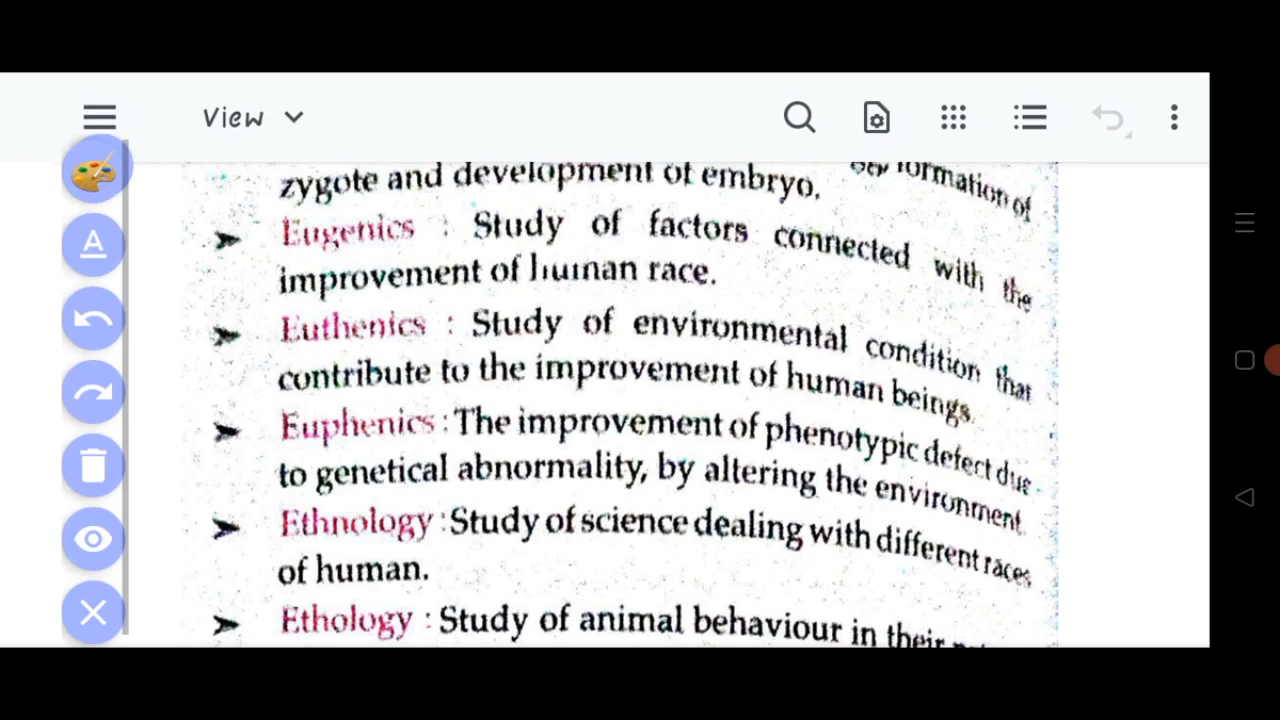 View
formation of
zygote and development of embryo.
➤ Eugenics : Study of factors connected with the
improvement of human race.
➤ Euthenics : Study of environmental condition that
contribute to the improvement of human beings.
➤ Euphenics : The improvement of phenotypic defect due
to genetical abnormality, by altering the environment.
➤ Ethnology : Study of science dealing with different races
of human.
➤ Ethology : Study of animal behaviour in their